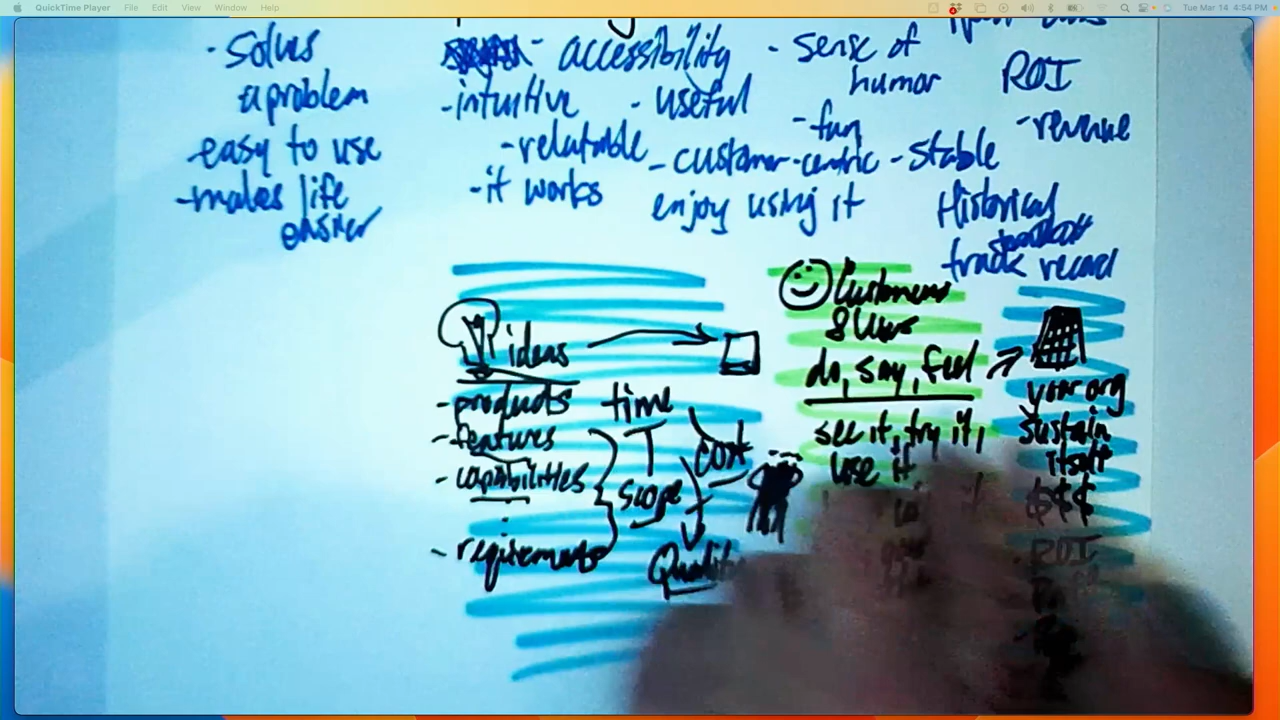 QuickTime Player File Edit View Window Help
Tue Mar 14 4:54 PM
- solves
a problem
- easy to use
- makes life
easier
- accessibility
- intuitive
- useful
- relatable
- customer-centric
- it works
enjoy using it
- sense of
humor
- fun
- stable
ROI
- revenue
Historical
track record
ideas
- products
- features
- capabilities
- requirements
time
scope
cost
Quality
Customers
& Users
do, say, feel
see it, try it,
use it
your org
sustain
itself
$$$
ROI